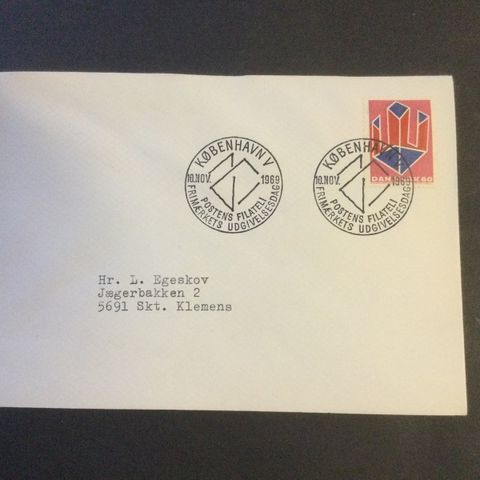 KØBENHAVN V
10.NOV. 1969
POSTENS FILATELI
FRIMÆRKETS UDGIVELSESDAG
KØBENHAVN V
10.NOV. 1969
POSTENS FILATELI
FRIMÆRKETS UDGIVELSESDAG
60
Hr. L. Egeskov
Jægerbakken 2
5691 Skt. Klemens